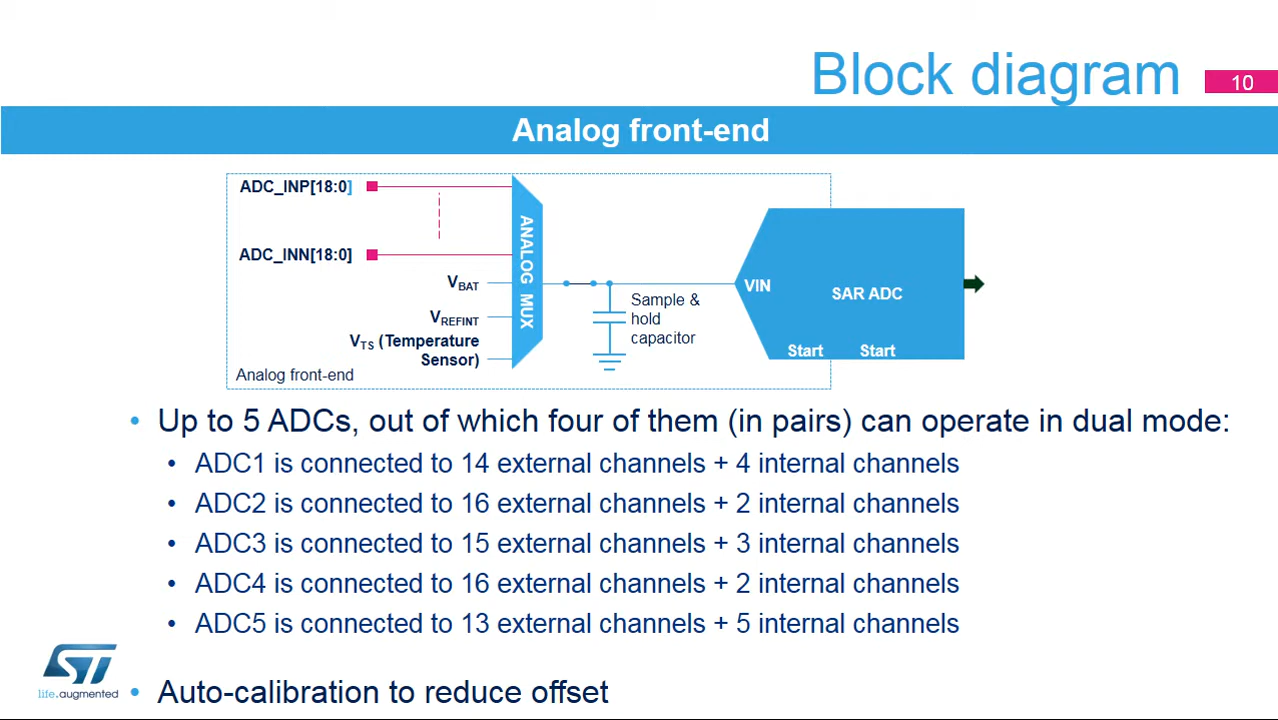 Block diagram
10
Analog front-end
ADC_INP[18:0]
ADC_INN[18:0]
VBAT
VREFINT
VTS (Temperature
Sensor)
Analog front-end
ANALOG MUX
Sample &
hold
capacitor
VIN
SAR ADC
Start Start
• Up to 5 ADCs, out of which four of them (in pairs) can operate in dual mode:
• ADC1 is connected to 14 external channels + 4 internal channels
• ADC2 is connected to 16 external channels + 2 internal channels
• ADC3 is connected to 15 external channels + 3 internal channels
• ADC4 is connected to 16 external channels + 2 internal channels
• ADC5 is connected to 13 external channels + 5 internal channels
• Auto-calibration to reduce offset
ST
life.augmented